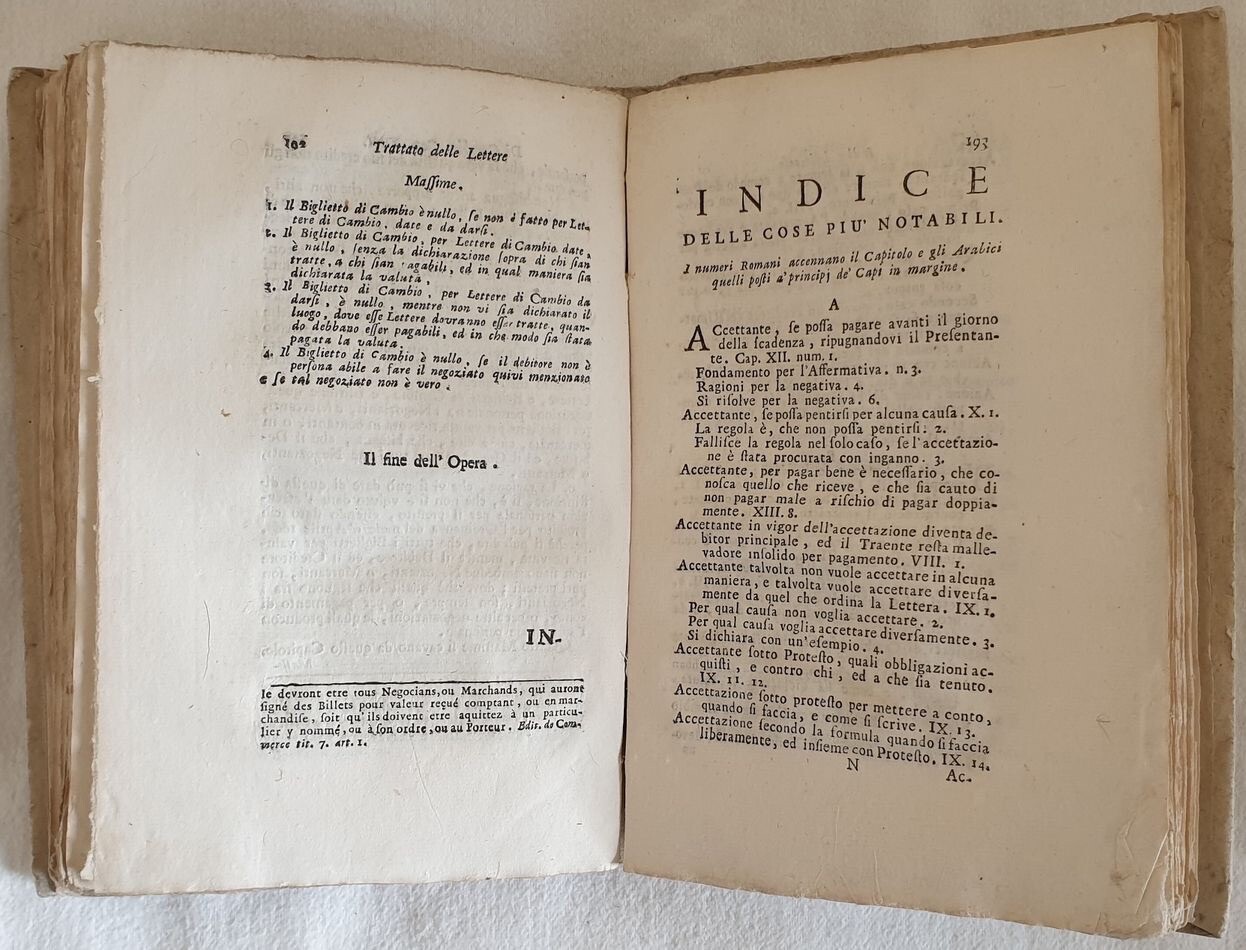 192
Trattato delle Lettere
Maſſime.
1. Il Biglietto di Cambio è nullo, ſe non è fatto per Let-
tere di Cambio, date e da darſi.
2. Il Biglietto di Cambio, per Lettere di Cambio date,
è nullo, ſenza la dichiarazione ſopra di chi ſian
tratte, a chi ſian pagabili, ed in qual maniera ſia
dichiarata la valuta.
3. Il Biglietto di Cambio, per Lettere di Cambio da
darſi, è nullo, mentre non vi ſia dichiarato il
luogo, dove eſſe Lettere dovranno eſſer tratte, quan-
do debbano eſſer pagabili, ed in che modo ſia ſtata
pagata la valuta.
4. Il Biglietto di Cambio è nullo, ſe il debitore non è
perſona abile a fare il negoziato quivi menzionato
e ſe tal negoziato non è vero.
Il fine dell' Opera.
IN-
le devront etre tous Negocians, ou Marchands, qui auront
ſigné des Billets pour valeur reçuë comptant, ou en mar-
chandiſe, ſoit qu'ils doivent etre aquittez à un particu-
lier y nommé, ou à ſon ordre, ou au Porteur. Edit. de Com-
merce tit. 7. art. 1.
193
INDICE
DELLE COSE PIU' NOTABILI.
I numeri Romani accennano il Capitolo e gli Arabici
quelli poſti a' principj de' Capi in margine.
A
ACcettante, ſe poſſa pagare avanti il giorno
della ſcadenza, ripugnandovi il Preſentan-
te. Cap. XII. num. 1.
Fondamento per l'Affermativa. n. 3.
Ragioni per la negativa. 4.
Si riſolve per la negativa. 6.
Accettante, ſe poſſa pentirſi per alcuna cauſa. X. 1.
La regola è, che non poſſa pentirſi. 2.
Falliſce la regola nel ſolo caſo, ſe l'accettazio-
ne è ſtata procurata con inganno. 3.
Accettante, per pagar bene è neceſſario, che co-
noſca quello che riceve, e che ſia cauto di
non pagar male a riſchio di pagar doppia-
mente. XIII. 8.
Accettante in vigor dell'accettazione diventa de-
bitor principale, ed il Traente reſta malle-
vadore inſolido per pagamento. VIII. 1.
Accettante talvolta non vuole accettare in alcuna
maniera, e talvolta vuole accettare diverſa-
mente da quel che ordina la Lettera. IX. 1.
Per qual cauſa non voglia accettare. 2.
Per qual cauſa voglia accettare diverſamente. 3.
Si dichiara con un'eſempio. 4.
Accettante ſotto Proteſto, quali obbligazioni ac-
quiſti, e contro chi, ed a che ſia tenuto.
IX. 11. 12.
Accettazione ſotto proteſto per mettere a conto,
quando ſi faccia, e come ſi ſcrive. IX. 13.
Accettazione ſecondo la formula quando ſi faccia
liberamente, ed inſieme con Proteſto. IX. 14.
N
Ac-